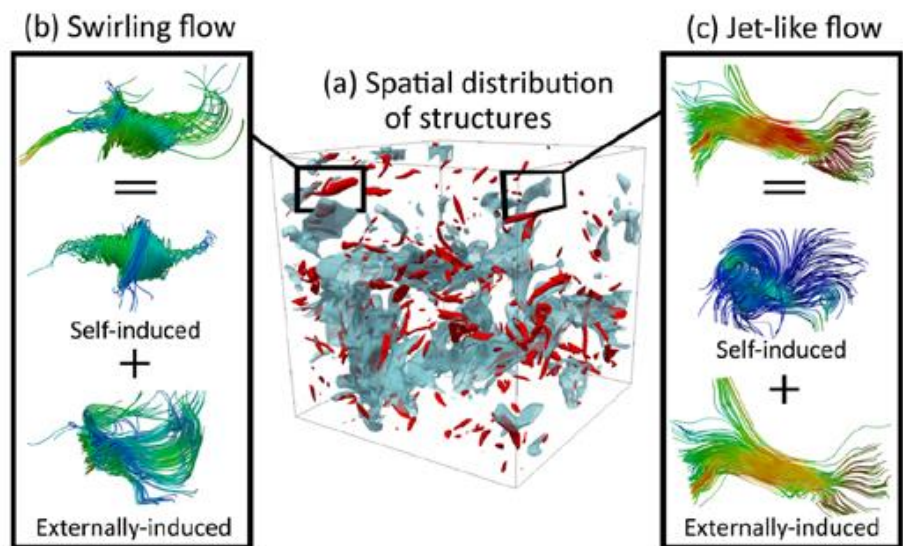 (b) Swirling flow
=
Self-induced
+
Externally-induced
(a) Spatial distribution
of structures
(c) Jet-like flow
=
Self-induced
+
Externally-induced